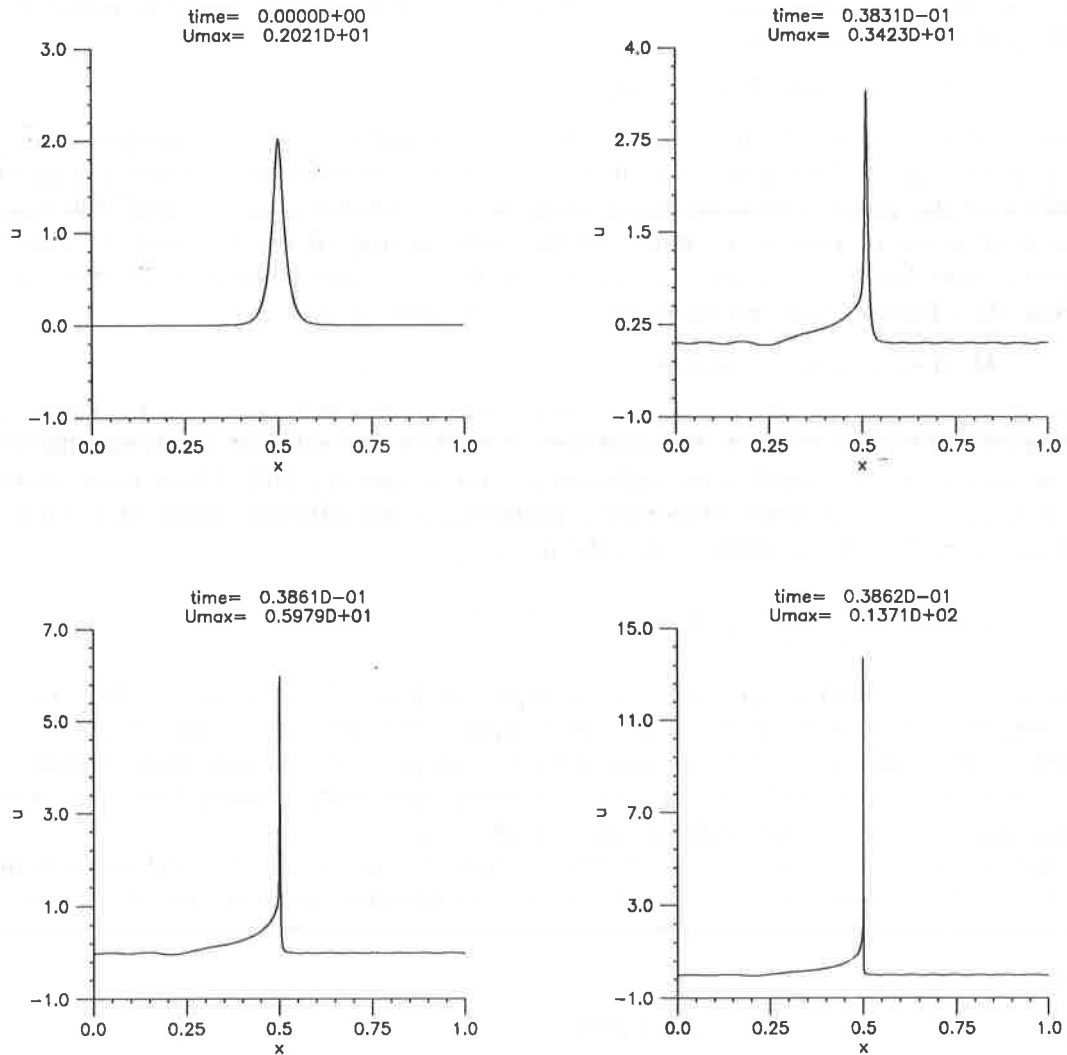 time= 0.0000D+00
Umax= 0.2021D+01
3.0
2.0
1.0
0.0
-1.0
u
0.0 0.25 0.5 0.75 1.0
x
time= 0.3831D-01
Umax= 0.3423D+01
4.0
2.75
1.5
0.25
-1.0
u
0.0 0.25 0.5 0.75 1.0
x
time= 0.3861D-01
Umax= 0.5979D+01
7.0
5.0
3.0
1.0
-1.0
u
0.0 0.25 0.5 0.75 1.0
x
time= 0.3862D-01
Umax= 0.1371D+02
15.0
11.0
7.0
3.0
-1.0
u
0.0 0.25 0.5 0.75 1.0
x